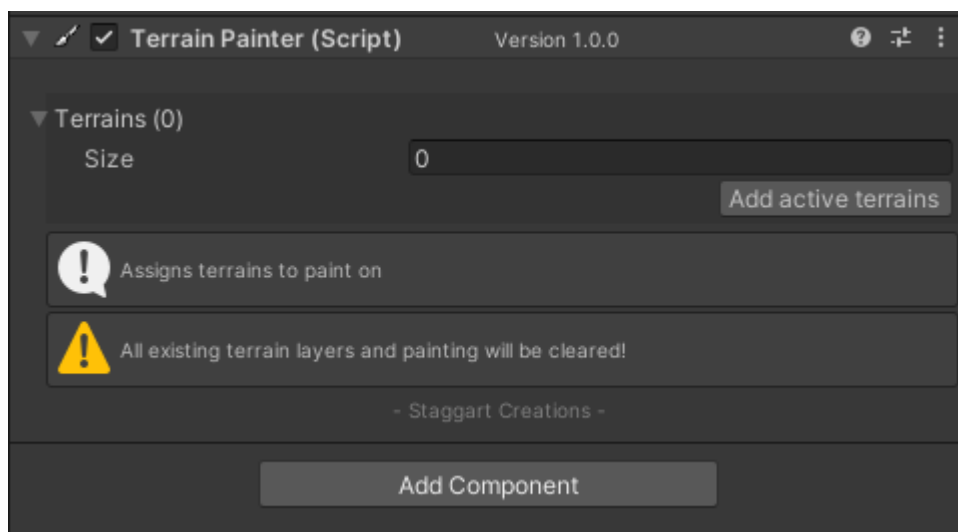 Terrain Painter (Script) Version 1.0.0
Terrains (0)
Size 0
Add active terrains
Assigns terrains to paint on
All existing terrain layers and painting will be cleared!
- Staggart Creations -
Add Component